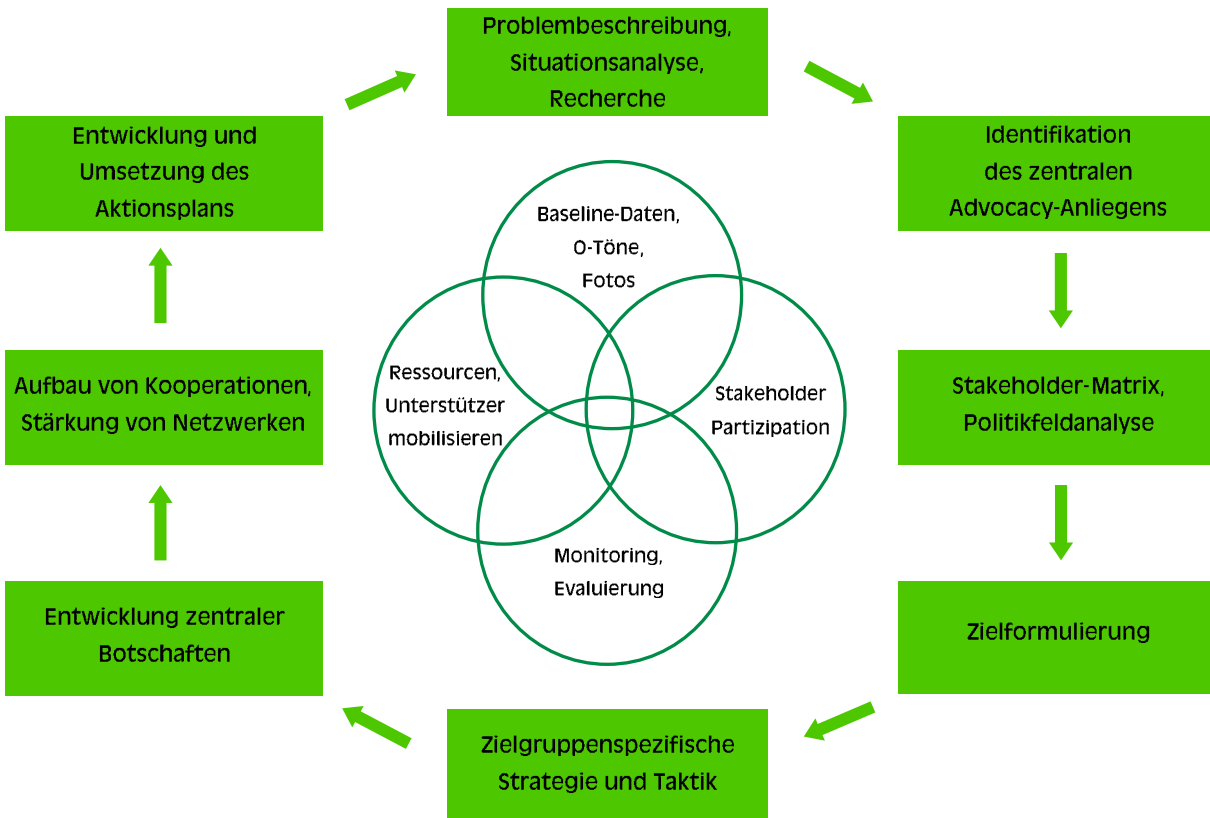 Problembeschreibung,
Situationsanalyse,
Recherche
Identifikation
des zentralen
Advocacy-Anliegens
Stakeholder-Matrix,
Politikfeldanalyse
Zielformulierung
Zielgruppenspezifische
Strategie und Taktik
Entwicklung zentraler
Botschaften
Aufbau von Kooperationen,
Stärkung von Netzwerken
Entwicklung und
Umsetzung des
Aktionsplans
Baseline-Daten,
O-Töne,
Fotos
Stakeholder
Partizipation
Monitoring,
Evaluierung
Ressourcen,
Unterstützer
mobilisieren